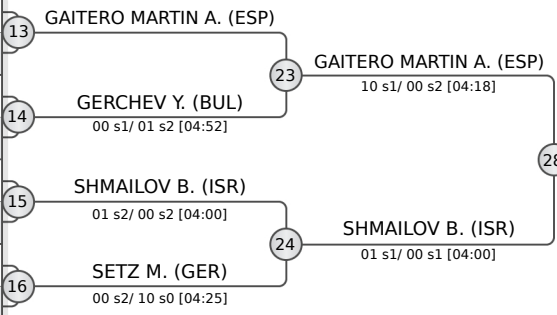 GAITERO MARTIN A. (ESP)
13
GAITERO MARTIN A. (ESP)
23
10 s1/ 00 s2 [04:18]
GERCHEV Y. (BUL)
14
00 s1/ 01 s2 [04:52]
28
SHMAILOV B. (ISR)
15
01 s2/ 00 s2 [04:00]
SHMAILOV B. (ISR)
24
01 s1/ 00 s1 [04:00]
SETZ M. (GER)
16
00 s2/ 10 s0 [04:25]